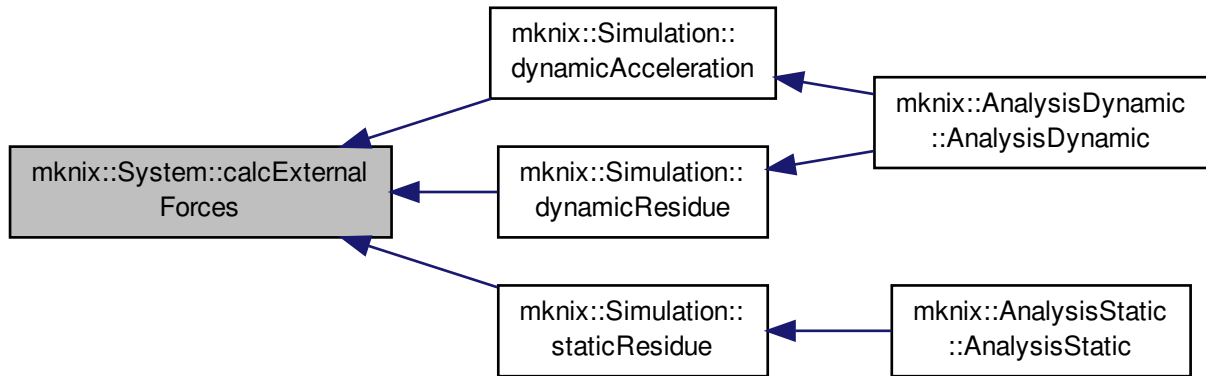 mknix::Simulation::
dynamicAcceleration
mknix::AnalysisDynamic
::AnalysisDynamic
mknix::System::calcExternal
Forces
mknix::Simulation::
dynamicResidue
mknix::Simulation::
staticResidue
mknix::AnalysisStatic
::AnalysisStatic